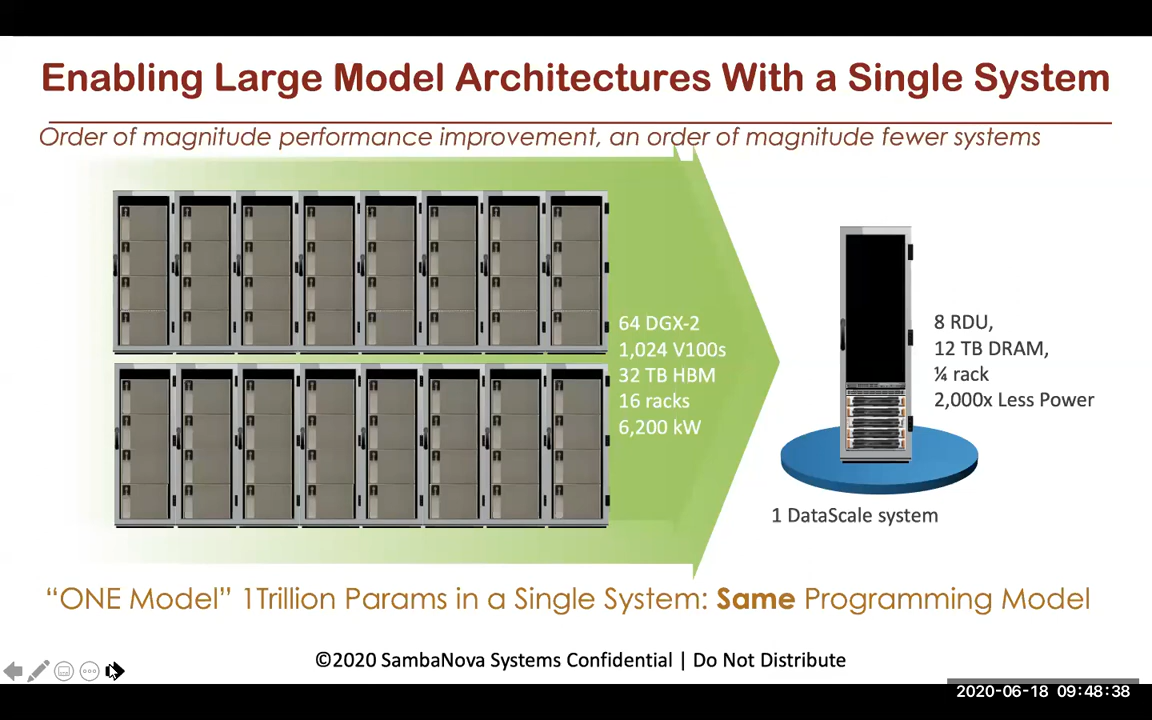 Enabling Large Model Architectures With a Single System
Order of magnitude performance improvement, an order of magnitude fewer systems
64 DGX-2
1,024 V100s
32 TB HBM
16 racks
6,200 kW
8 RDU,
12 TB DRAM,
¼ rack
2,000x Less Power
1 DataScale system
“ONE Model” 1Trillion Params in a Single System: Same Programming Model
©2020 SambaNova Systems Confidential | Do Not Distribute
2020-06-18 09:48:38